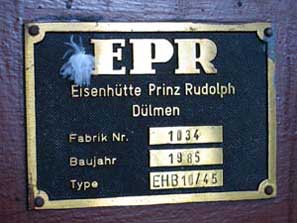 EPR
Eisenhütte Prinz Rudolph
Dülmen
Fabrik Nr. 1034
Baujahr 1985
Type EHB10/45